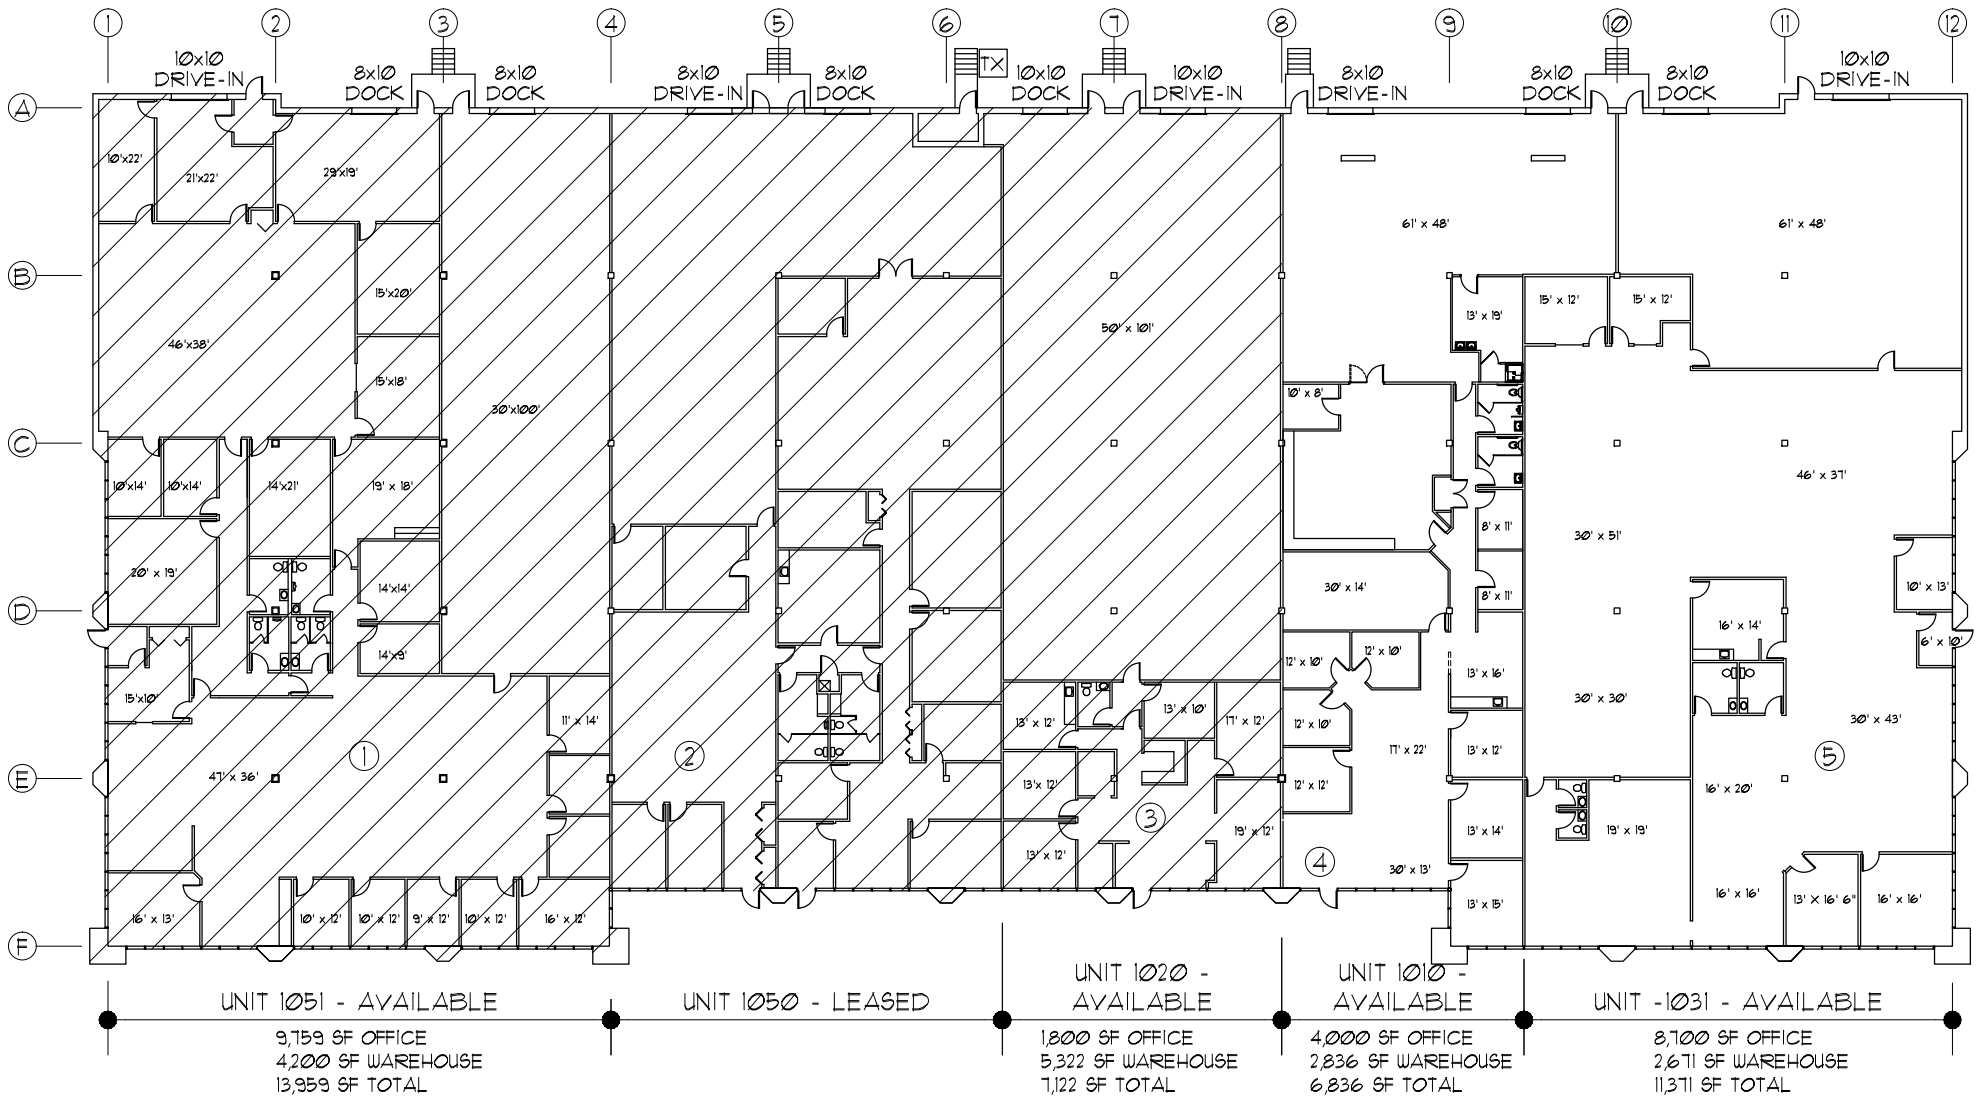 1 2 3 4 5 6 7 8 9 10 11 12
TX
10x10
DRIVE-IN
8x10
DOCK
8x10
DOCK
8x10
DRIVE-IN
8x10
DOCK
10x10
DOCK
10x10
DRIVE-IN
8x10
DRIVE-IN
8x10
DOCK
8x10
DOCK
10x10
DRIVE-IN
A
10'x22'
21'x22'
29'x19'
61' x 48'
61' x 48'
B
15'x20'
15' x 12'
15' x 12'
13' x 19'
50' x 101'
46'x38'
15'x18'
10' x 8'
30'x100'
C
46' x 37'
10'x14'
10'x14'
14'x21'
19' x 18'
8' x 11'
30' x 51'
20' x 19'
14'x14'
30' x 14'
8' x 11'
10' x 13'
D
16' x 14'
6' x 10'
14'x9'
12' x 10'
12' x 10'
13' x 16'
15'x10'
30' x 30'
11' x 14'
13' x 12'
13' x 10'
17' x 12'
12' x 10'
30' x 43'
1
2
17' x 22'
13' x 12'
5
E
47' x 36'
13'x 12'
12' x 12'
16' x 20'
3
19' x 12'
13' x 14'
19' x 19'
13' x 12'
4
30' x 13'
16' x 13'
10' x 12'
10' x 12'
9' x 12'
10' x 12'
16' x 12'
13' x 15'
16' x 16'
13' X 16' 6"
16' x 16'
F
UNIT 1051 - AVAILABLE
9,759 SF OFFICE
4,200 SF WAREHOUSE
13,959 SF TOTAL
UNIT 1050 - LEASED
UNIT 1020 -
AVAILABLE
1,800 SF OFFICE
5,322 SF WAREHOUSE
7,122 SF TOTAL
UNIT 1010 -
AVAILABLE
4,000 SF OFFICE
2,836 SF WAREHOUSE
6,836 SF TOTAL
UNIT -1031 - AVAILABLE
8,700 SF OFFICE
2,671 SF WAREHOUSE
11,371 SF TOTAL